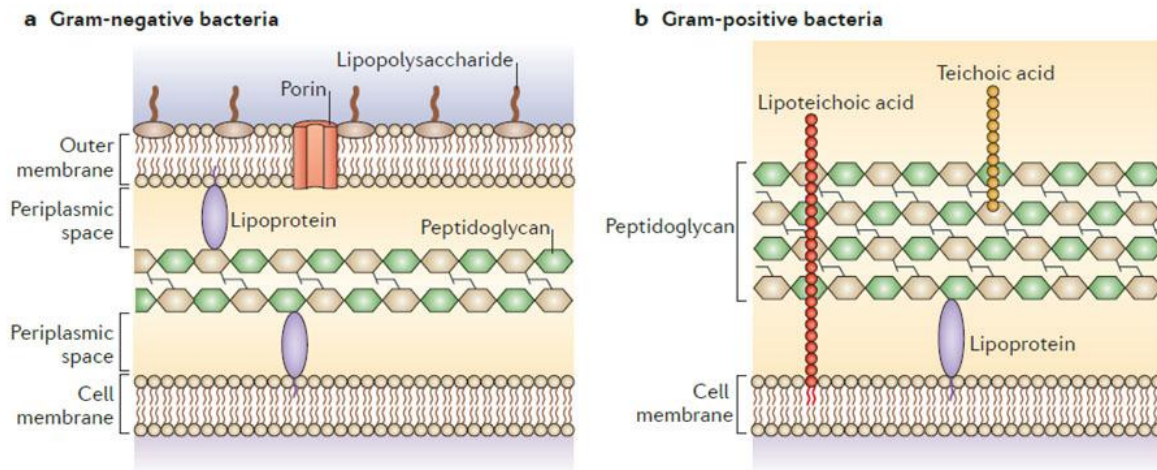 a Gram-negative bacteria
Lipopolysaccharide
Porin
Outer
membrane
Periplasmic
space
Lipoprotein
Peptidoglycan
Periplasmic
space
Cell
membrane
b Gram-positive bacteria
Teichoic acid
Lipoteichoic acid
Peptidoglycan
Lipoprotein
Cell
membrane